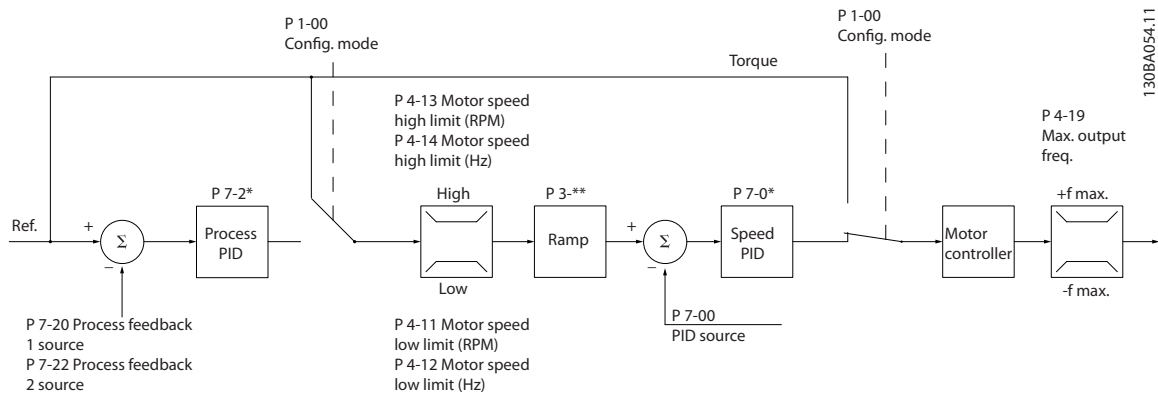 P 1-00
Config. mode
P 1-00
Config. mode
130BA054.11
Torque
P 4-13 Motor speed
high limit (RPM)
P 4-14 Motor speed
high limit (Hz)
P 4-19
Max. output
freq.
Ref.
+
Σ
−
P 7-2*
Process
PID
High
Low
P 3-**
Ramp
+
Σ
−
P 7-0*
Speed
PID
Motor
controller
+f max.
-f max.
P 7-20 Process feedback
1 source
P 7-22 Process feedback
2 source
P 4-11 Motor speed
low limit (RPM)
P 4-12 Motor speed
low limit (Hz)
P 7-00
PID source